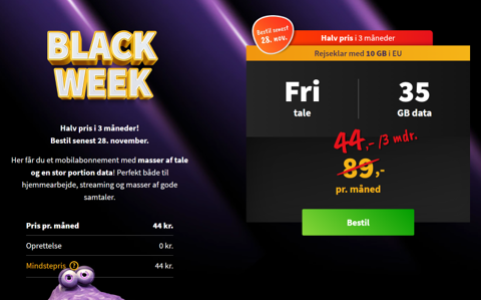 BLACK
WEEK
Halv pris i 3 måneder!
Bestil senest 28. november.
Her får du et mobilabonnement med masser af tale
og en stor portion data! Perfekt både til
hjemmearbejde, streaming og masser af gode
samtaler.
Pris pr. måned 44 kr.
Oprettelse 0 kr.
Mindstepris ? 44 kr.
Bestil senest
28. nov.
Halv pris i 3 måneder
Rejseklar med 10 GB i EU
Fri
tale
35
GB data
44,-/3 mdr.
89,-
pr. måned
Bestil